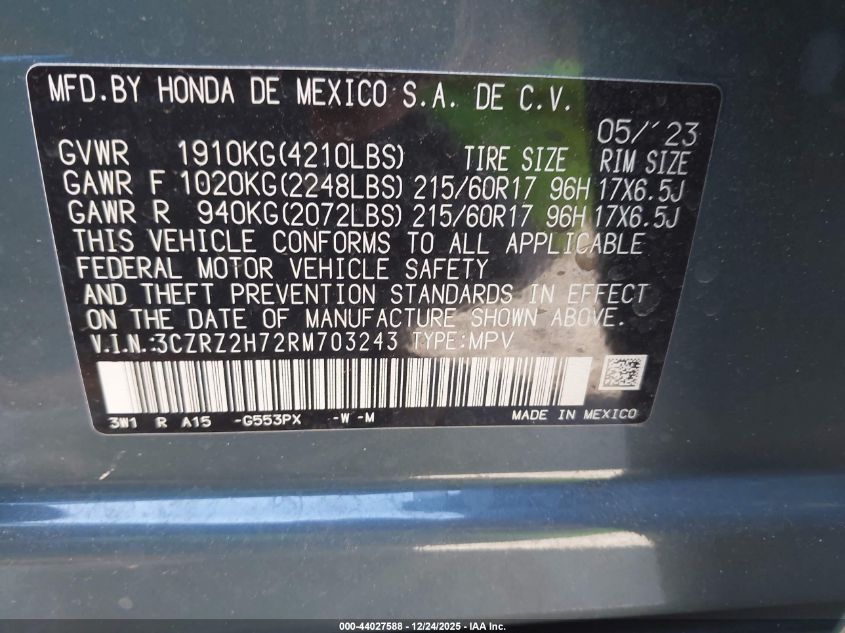 MFD.BY HONDA DE MEXICO S.A. DE C.V.
05/'23
GVWR 1910KG(4210LBS) TIRE SIZE RIM SIZE
GAWR F 1020KG(2248LBS) 215/60R17 96H 17X6.5J
GAWR R 940KG(2072LBS) 215/60R17 96H 17X6.5J
THIS VEHICLE CONFORMS TO ALL APPLICABLE
FEDERAL MOTOR VEHICLE SAFETY
AND THEFT PREVENTION STANDARDS IN EFFECT
ON THE DATE OF MANUFACTURE SHOWN ABOVE.
V.I.N.:3CZRZ2H72RM703243 TYPE:MPV
3W1 R A15 -G553PX -W-M MADE IN MEXICO
000-44027588 - 12/24/2025 - IAA Inc.